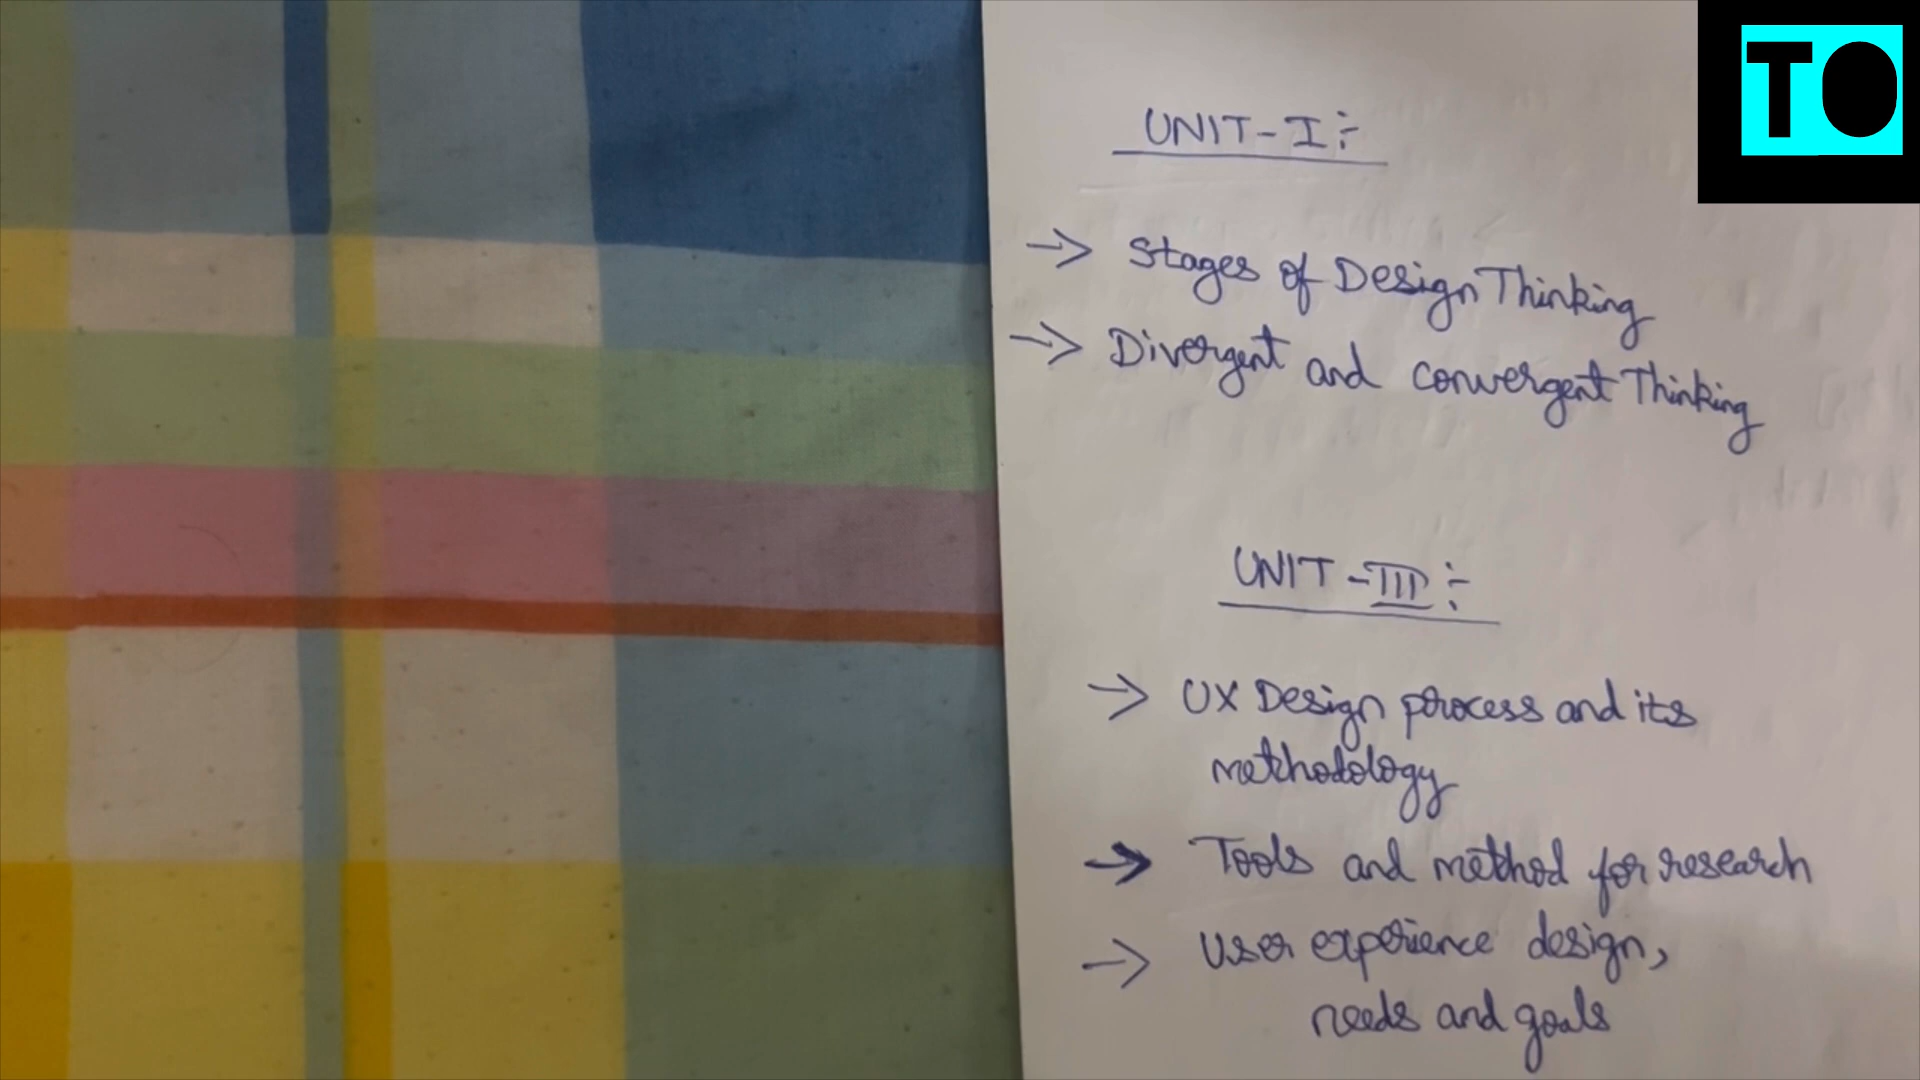 TO
UNIT-I:-
→ Stages of Design Thinking
→ Divergent and convergent Thinking
UNIT-III:-
→ UX Design process and its
methodology
→ Tools and method for research
→ User experience design,
needs and goals